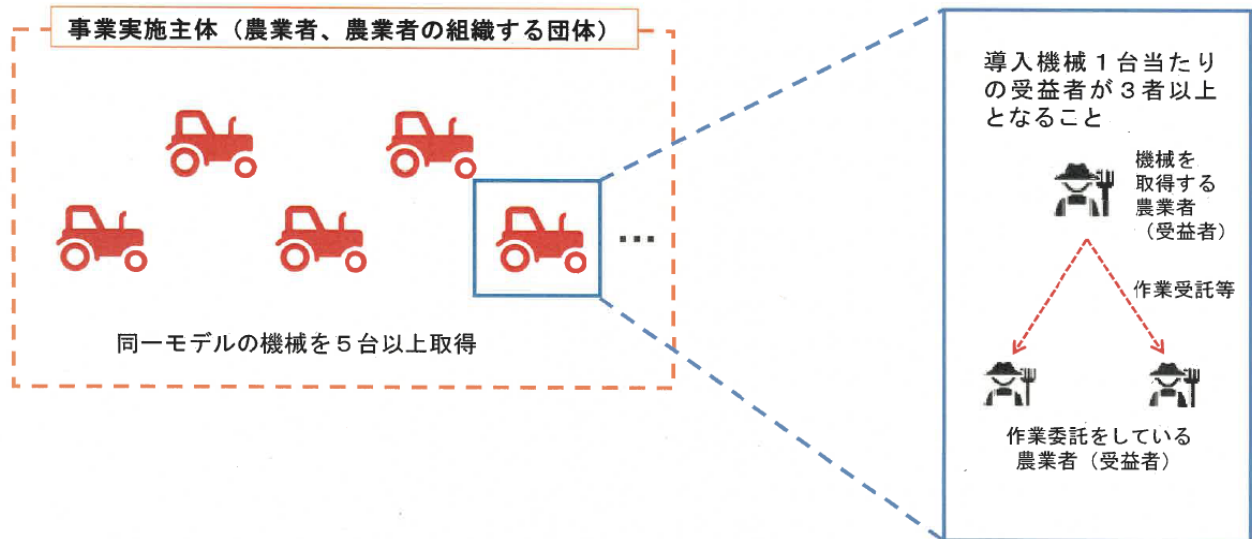 事業実施主体（農業者、農業者の組織する団体）
同一モデルの機械を５台以上取得
導入機械１台当たり
の受益者が３者以上
となること
機械を
取得する
農業者
（受益者）
作業受託等
作業委託をしている
農業者（受益者）